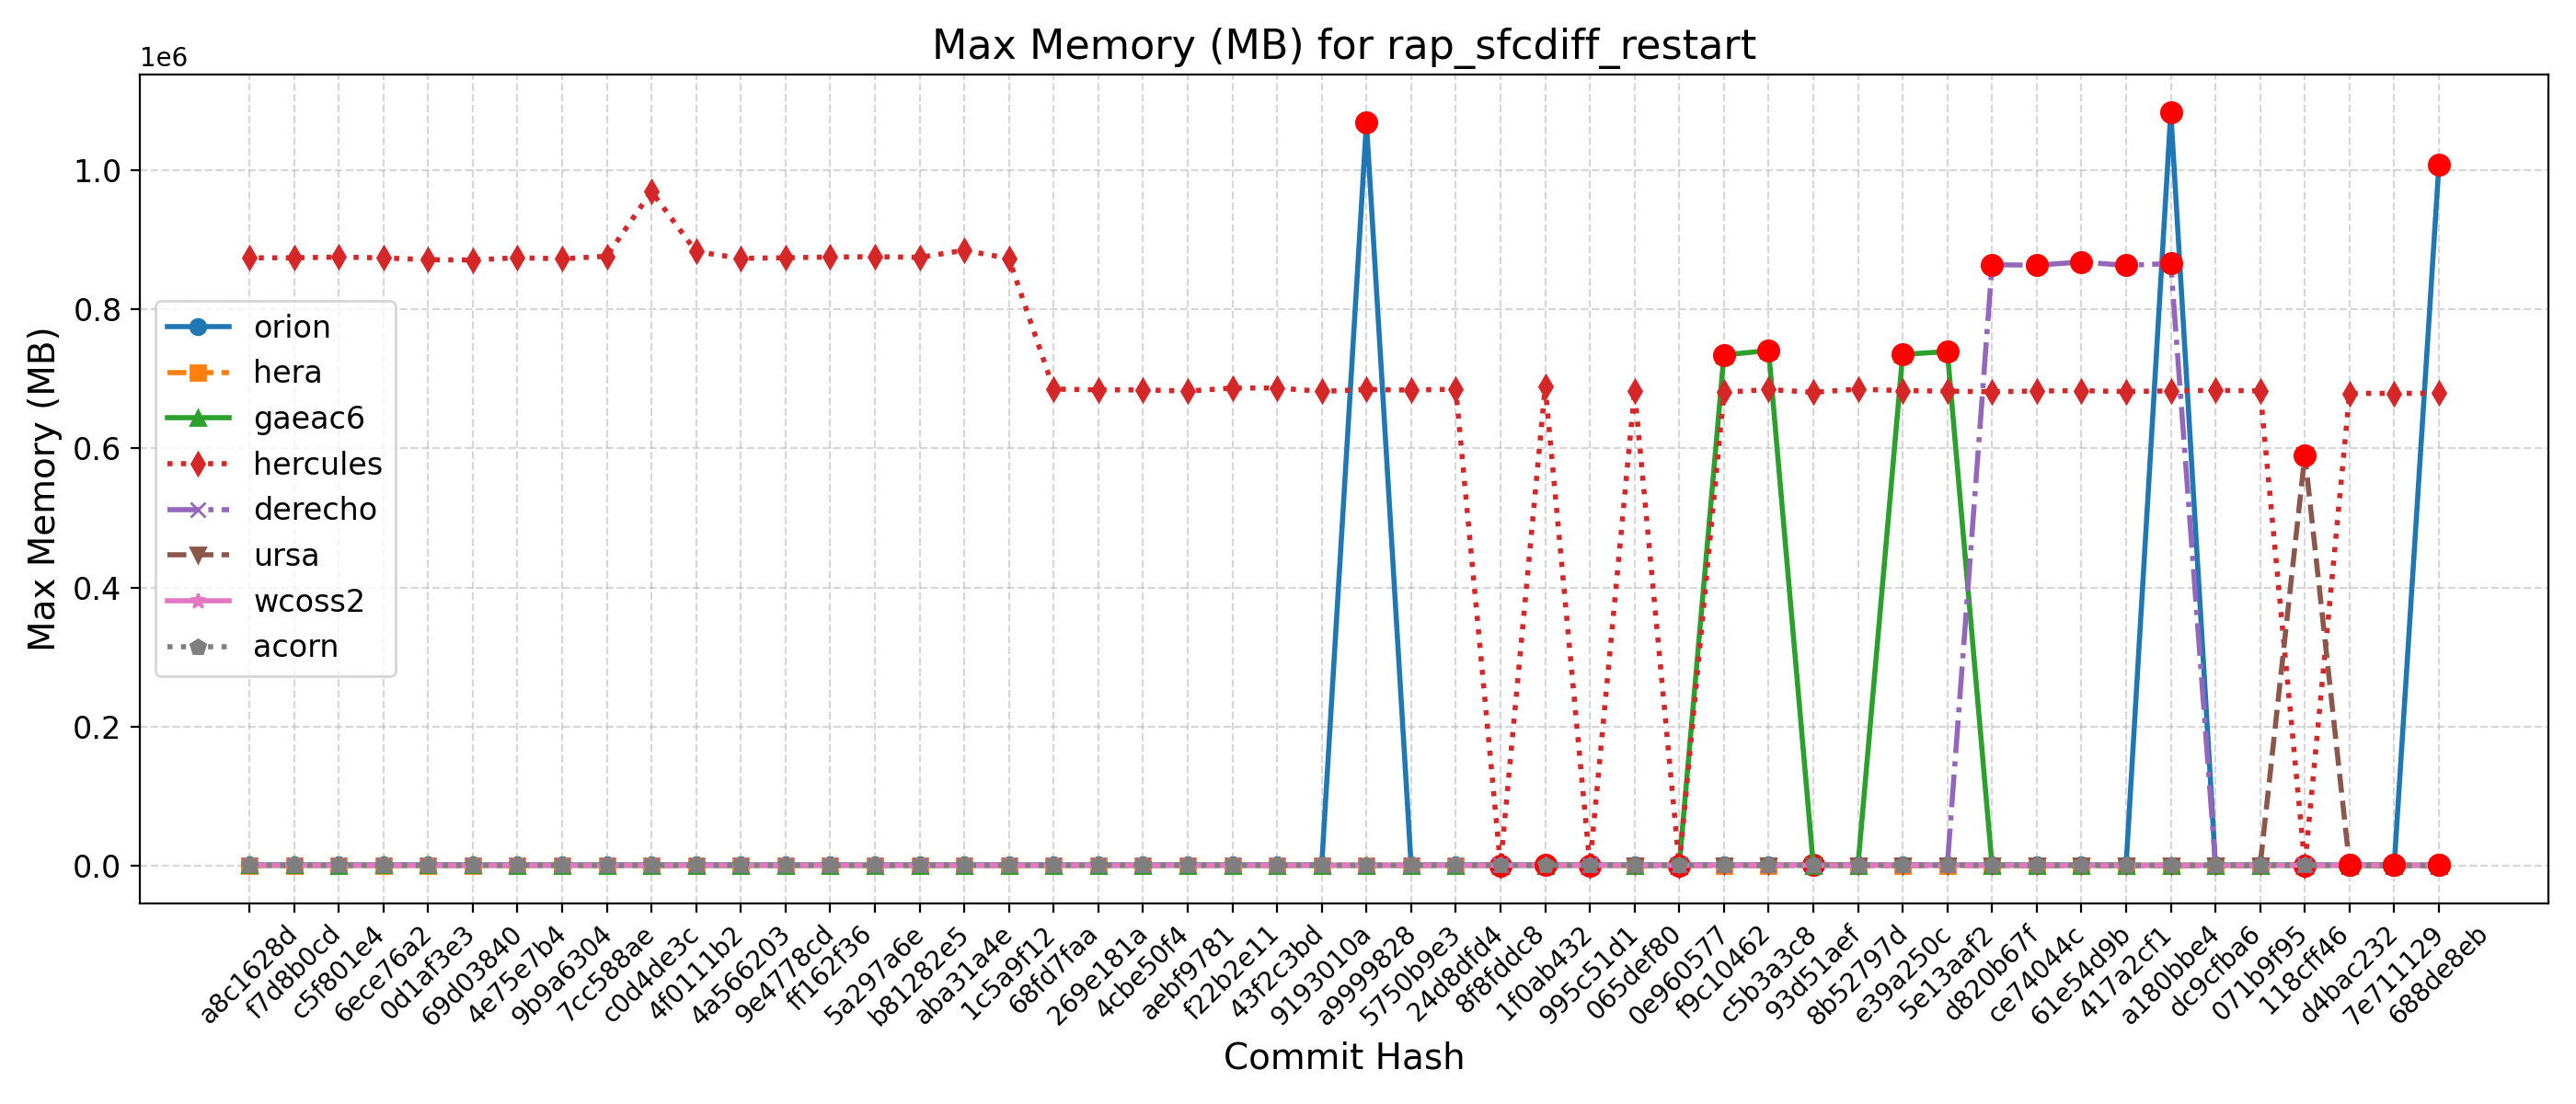 Max Memory (MB) for rap_sfcdiff_restart
1e6
Max Memory (MB)
1.0
0.8
0.6
0.4
0.2
0.0
orion
hera
gaeac6
hercules
derecho
ursa
wcoss2
acorn
a8c1628d
f7d8b0cd
c5f801e4
6ece76a2
0d1af3e3
69d03840
4e75e7b4
9b9a6304
7cc588ae
c0d4de3c
4f0111b2
4a566203
9e4778cd
ff162f36
5a297a6e
b81282e5
aba31a4e
1c5a9f12
68fd7faa
269e181a
4cbe50f4
aebf9781
f22b2e11
43f2c3bd
9193010a
a9999828
5750b9e3
24d8dfd4
8f8fddc8
1f0ab432
995c51d1
065def80
0e960577
f9c10462
c5b3a3c8
93d51aef
8b52797d
e39a250c
5e13aaf2
d820b67f
ce74044c
61e54d9b
417a2cf1
a180bbe4
dc9cfba6
071b9f95
118cff46
d4bac232
7e711129
688de8eb
Commit Hash